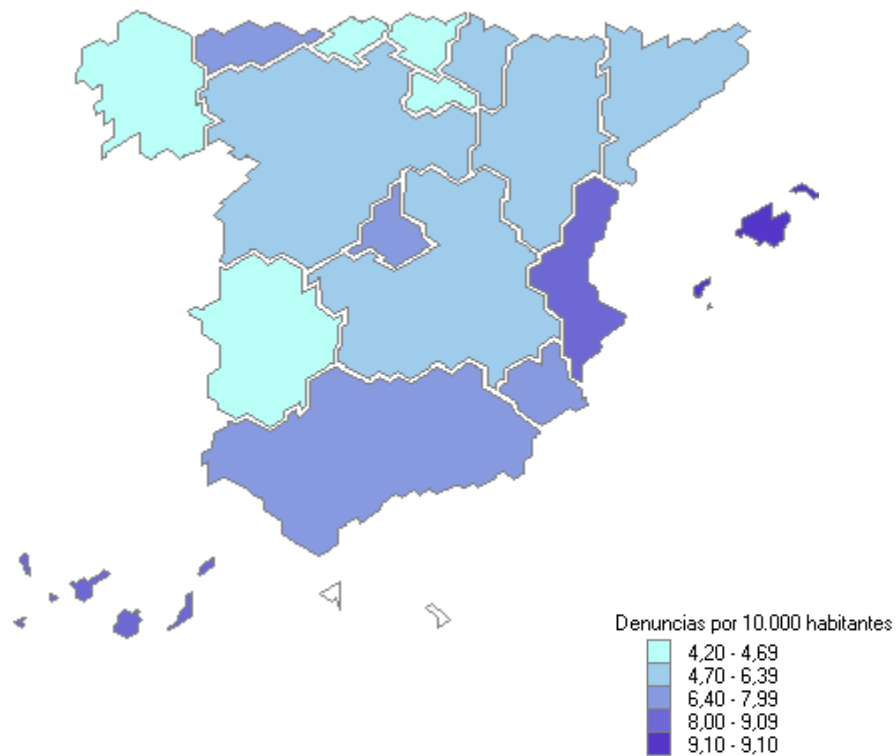 Denuncias por 10.000 habitantes
4,20 - 4,69
4,70 - 6,39
6,40 - 7,99
8,00 - 9,09
9,10 - 9,10